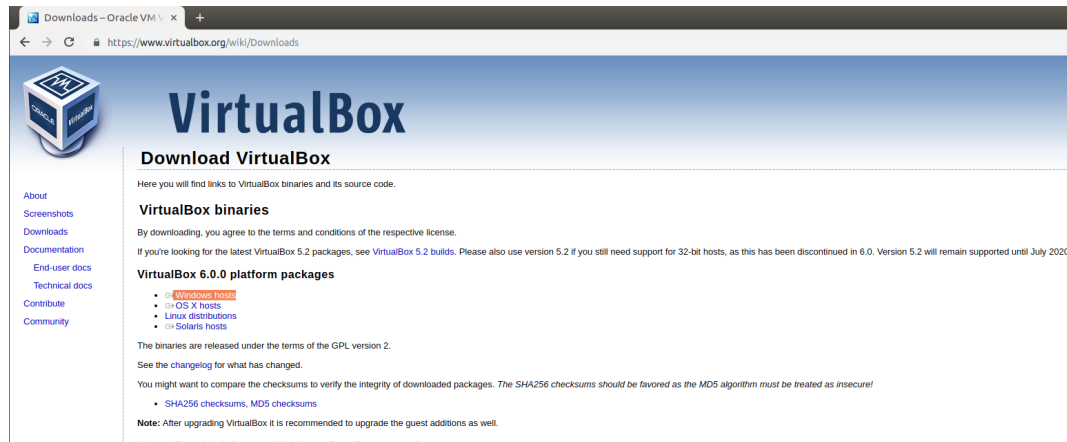 Downloads – Oracle VM V
https://www.virtualbox.org/wiki/Downloads
ORACLE
VM
VirtualBox
VirtualBox
Download VirtualBox
Here you will find links to VirtualBox binaries and its source code.
About
Screenshots
Downloads
Documentation
End-user docs
Technical docs
Contribute
Community
VirtualBox binaries
By downloading, you agree to the terms and conditions of the respective license.
If you're looking for the latest VirtualBox 5.2 packages, see VirtualBox 5.2 builds. Please also use version 5.2 if you still need support for 32-bit hosts, as this has been discontinued in 6.0. Version 5.2 will remain supported until July 2020
VirtualBox 6.0.0 platform packages
Windows hosts
OS X hosts
Linux distributions
Solaris hosts
The binaries are released under the terms of the GPL version 2.
See the changelog for what has changed.
You might want to compare the checksums to verify the integrity of downloaded packages. The SHA256 checksums should be favored as the MD5 algorithm must be treated as insecure!
SHA256 checksums, MD5 checksums
Note: After upgrading VirtualBox it is recommended to upgrade the guest additions as well.